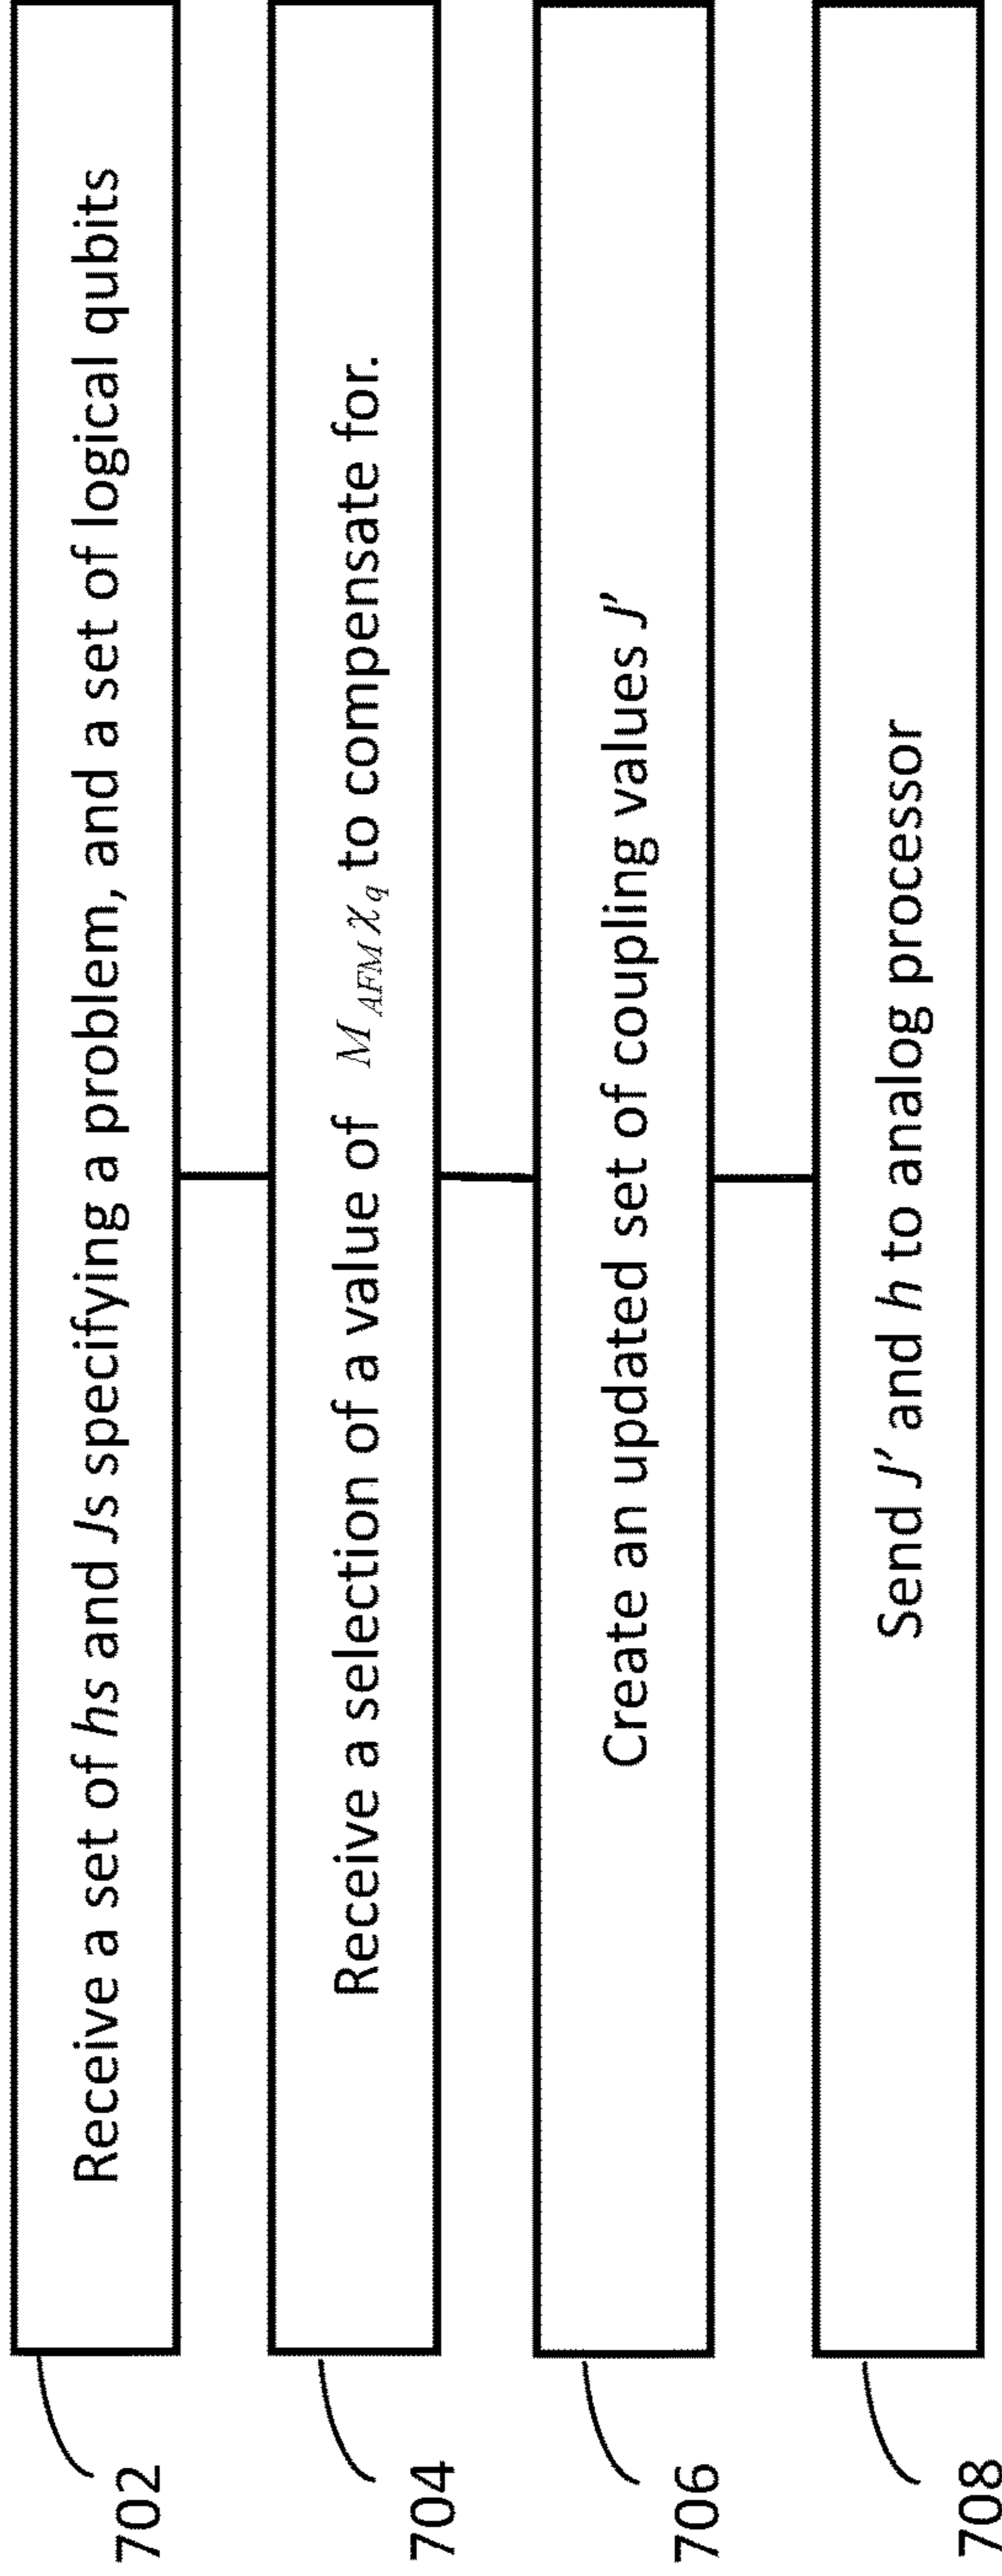 702
Receive a set of hs and Js specifying a problem, and a set of logical qubits
704
Receive a selection of a value of M_AFM χ_q to compensate for.
706
Create an updated set of coupling values J′
708
Send J′ and h to analog processor